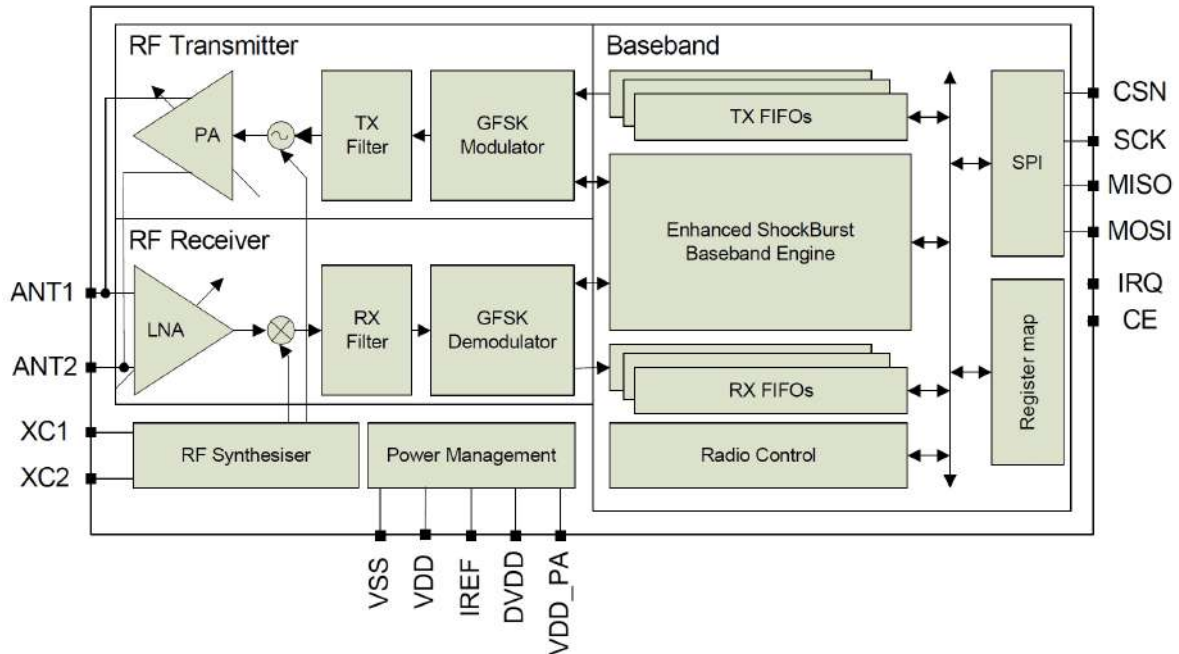 RF Transmitter
Baseband
PA
TX
Filter
GFSK
Modulator
TX FIFOs
SPI
CSN
SCK
MISO
MOSI
Enhanced ShockBurst
Baseband Engine
RF Receiver
LNA
RX
Filter
GFSK
Demodulator
RX FIFOs
Register map
IRQ
CE
ANT1
ANT2
XC1
XC2
RF Synthesiser
Power Management
Radio Control
VSS
VDD
IREF
DVDD
VDD_PA